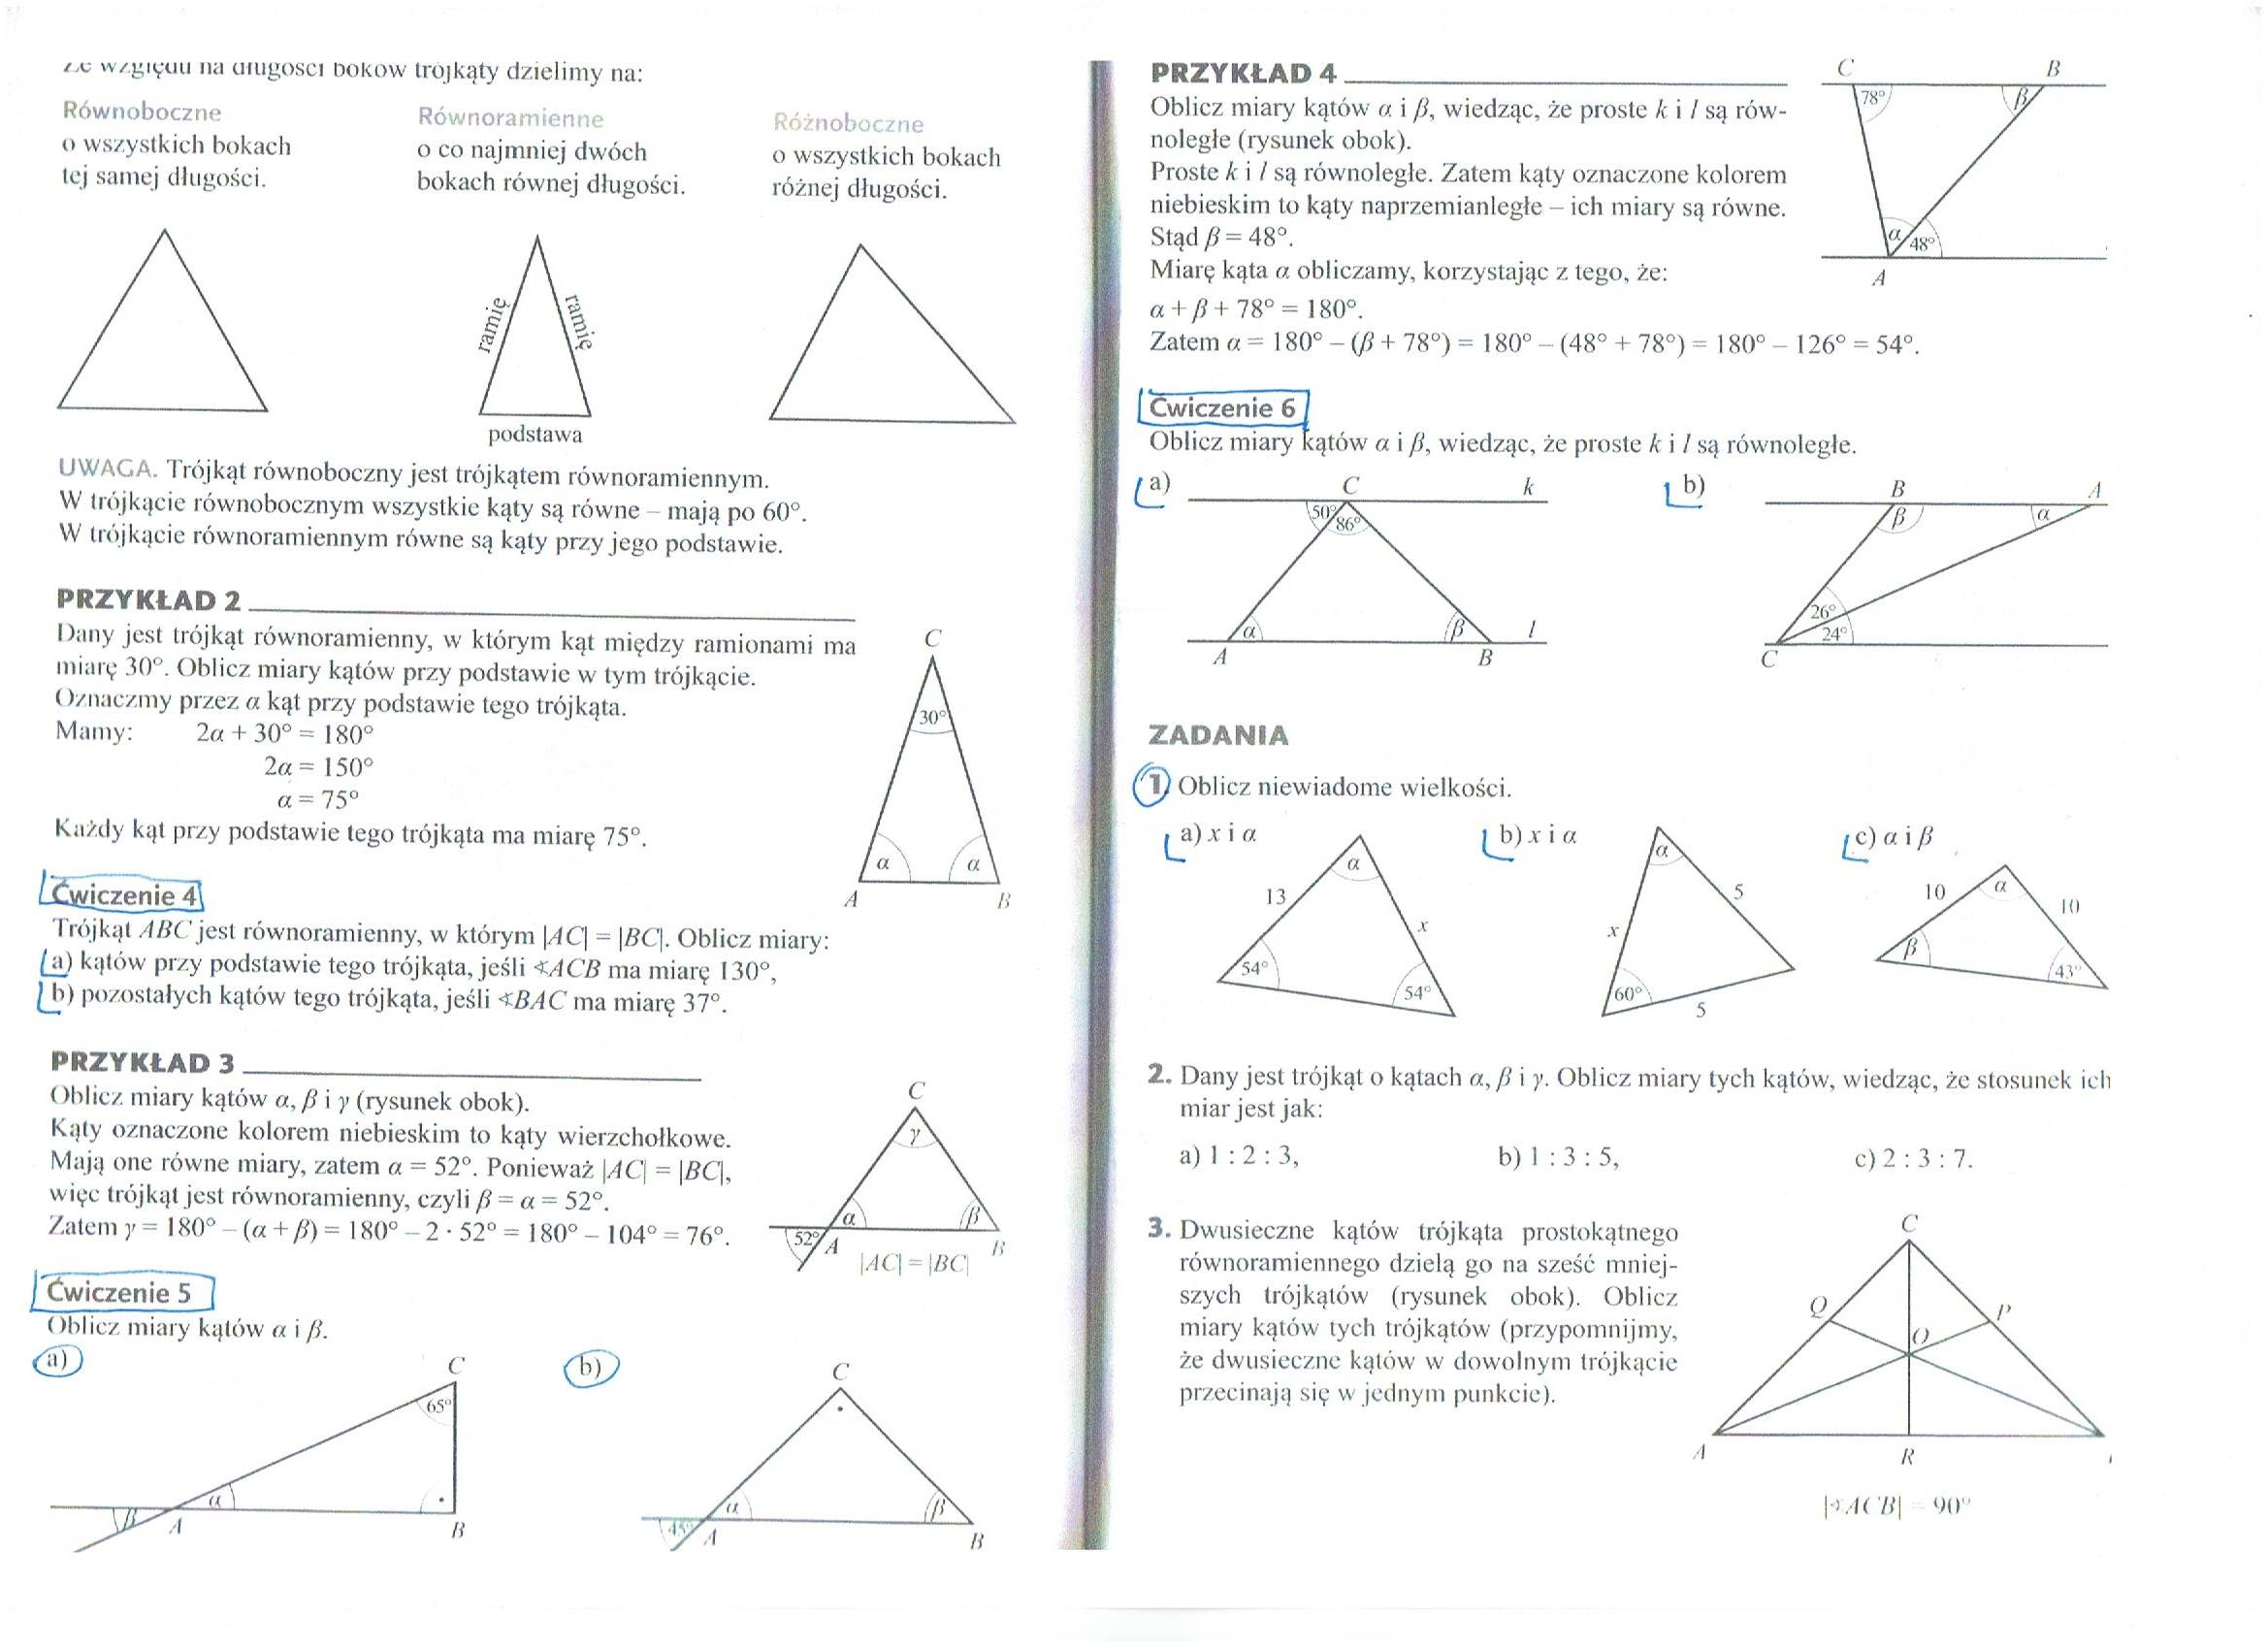 względu na długości boków trójkąty dzielimy na:
Równoboczne
o wszystkich bokach
tej samej długości.
Równoramienne
o co najmniej dwóch
bokach równej długości.
Różnoboczne
o wszystkich bokach
różnej długości.
ramię
ramię
podstawa
UWAGA. Trójkąt równoboczny jest trójkątem równoramiennym.
W trójkącie równobocznym wszystkie kąty są równe – mają po 60°.
W trójkącie równoramiennym równe są kąty przy jego podstawie.
PRZYKŁAD 2
Dany jest trójkąt równoramienny, w którym kąt między ramionami ma
miarę 30°. Oblicz miary kątów przy podstawie w tym trójkącie.
Oznaczmy przez α kąt przy podstawie tego trójkąta.
Mamy: 2α + 30° = 180°
2α = 150°
α = 75°
Każdy kąt przy podstawie tego trójkąta ma miarę 75°.
C
30°
α α
A B
Ćwiczenie 4
Trójkąt ABC jest równoramienny, w którym |AC| = |BC|. Oblicz miary:
a) kątów przy podstawie tego trójkąta, jeśli ∢ACB ma miarę 130°,
b) pozostałych kątów tego trójkąta, jeśli ∢BAC ma miarę 37°.
PRZYKŁAD 3
Oblicz miary kątów α, β i γ (rysunek obok).
Kąty oznaczone kolorem niebieskim to kąty wierzchołkowe.
Mają one równe miary, zatem α = 52°. Ponieważ |AC| = |BC|,
więc trójkąt jest równoramienny, czyli β = α = 52°.
Zatem γ = 180° – (α + β) = 180° – 2 · 52° = 180° – 104° = 76°.
C
γ
α β
52° A B
|AC| = |BC|
Ćwiczenie 5
Oblicz miary kątów α i β.
a)
C
65°
α
β A B
b)
C
α β
45° A B
PRZYKŁAD 4
Oblicz miary kątów α i β, wiedząc, że proste k i l są rów-
noległe (rysunek obok).
Proste k i l są równoległe. Zatem kąty oznaczone kolorem
niebieskim to kąty naprzemianległe – ich miary są równe.
Stąd β = 48°.
Miarę kąta α obliczamy, korzystając z tego, że:
α + β + 78° = 180°.
Zatem α = 180° – (β + 78°) = 180° – (48° + 78°) = 180° – 126° = 54°.
C B
78° β
α 48°
A
Ćwiczenie 6
Oblicz miary kątów α i β, wiedząc, że proste k i l są równoległe.
a) C k
50° 86°
α β l
A B
b) B A
β α
26°
24°
C
ZADANIA
1. Oblicz niewiadome wielkości.
a) x i α
α
13 x
54° 54°
b) x i α
α
5
x
60°
5
c) α i β
10 α 10
β 43°
2. Dany jest trójkąt o kątach α, β i γ. Oblicz miary tych kątów, wiedząc, że stosunek ich
miar jest jak:
a) 1 : 2 : 3, b) 1 : 3 : 5, c) 2 : 3 : 7.
3. Dwusieczne kątów trójkąta prostokątnego
równoramiennego dzielą go na sześć mniej-
szych trójkątów (rysunek obok). Oblicz
miary kątów tych trójkątów (przypomnijmy,
że dwusieczne kątów w dowolnym trójkącie
przecinają się w jednym punkcie).
C
Q P
O
A R
|∢ACB| 90°